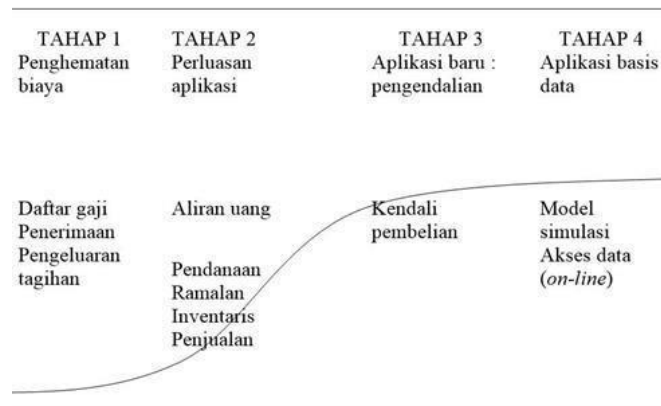 TAHAP 1
Penghematan
biaya
TAHAP 2
Perluasan
aplikasi
TAHAP 3
Aplikasi baru :
pengendalian
TAHAP 4
Aplikasi basis
data
Daftar gaji
Penerimaan
Pengeluaran
tagihan
Aliran uang
Pendanaan
Ramalan
Inventaris
Penjualan
Kendali
pembelian
Model
simulasi
Akses data
(on-line)